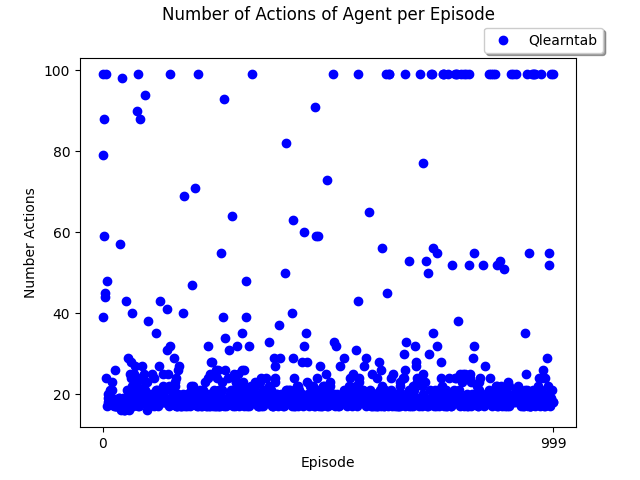 Number of Actions of Agent per Episode
Qlearntab
100
80
60
40
20
Number Actions
0
999
Episode